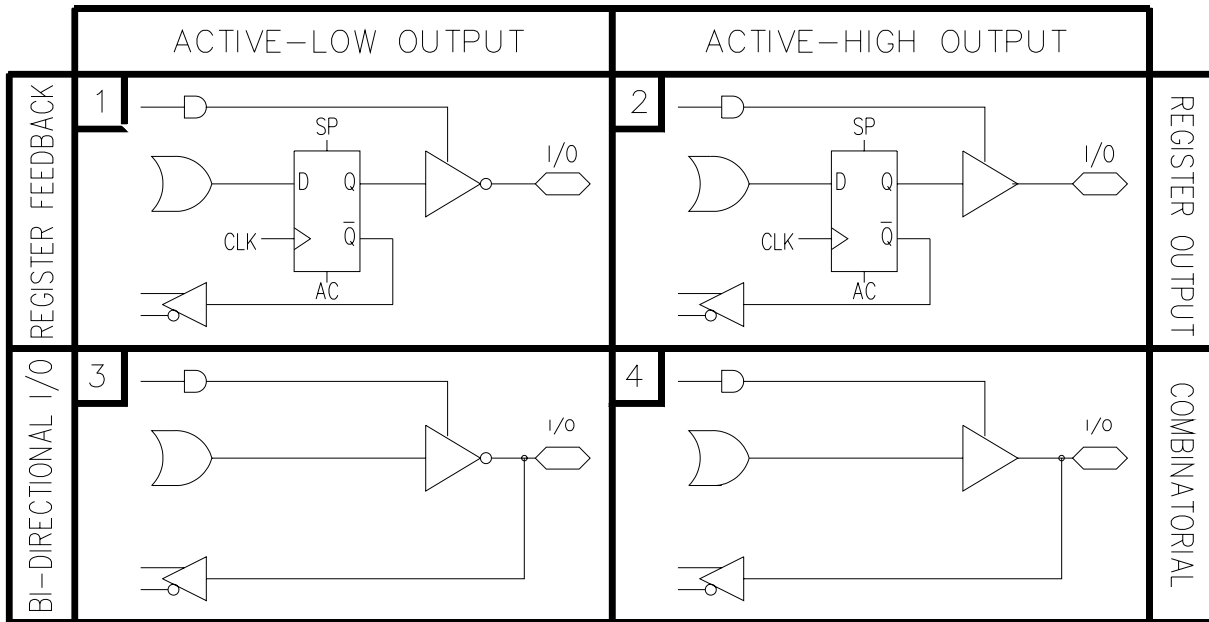 ACTIVE-LOW OUTPUT
ACTIVE-HIGH OUTPUT
REGISTER FEEDBACK
1
SP
D
Q
I/O
CLK
Q̅
AC
2
SP
D
Q
I/O
CLK
Q̅
AC
REGISTER OUTPUT
BI-DIRECTIONAL I/O
3
I/O
4
I/O
COMBINATORIAL